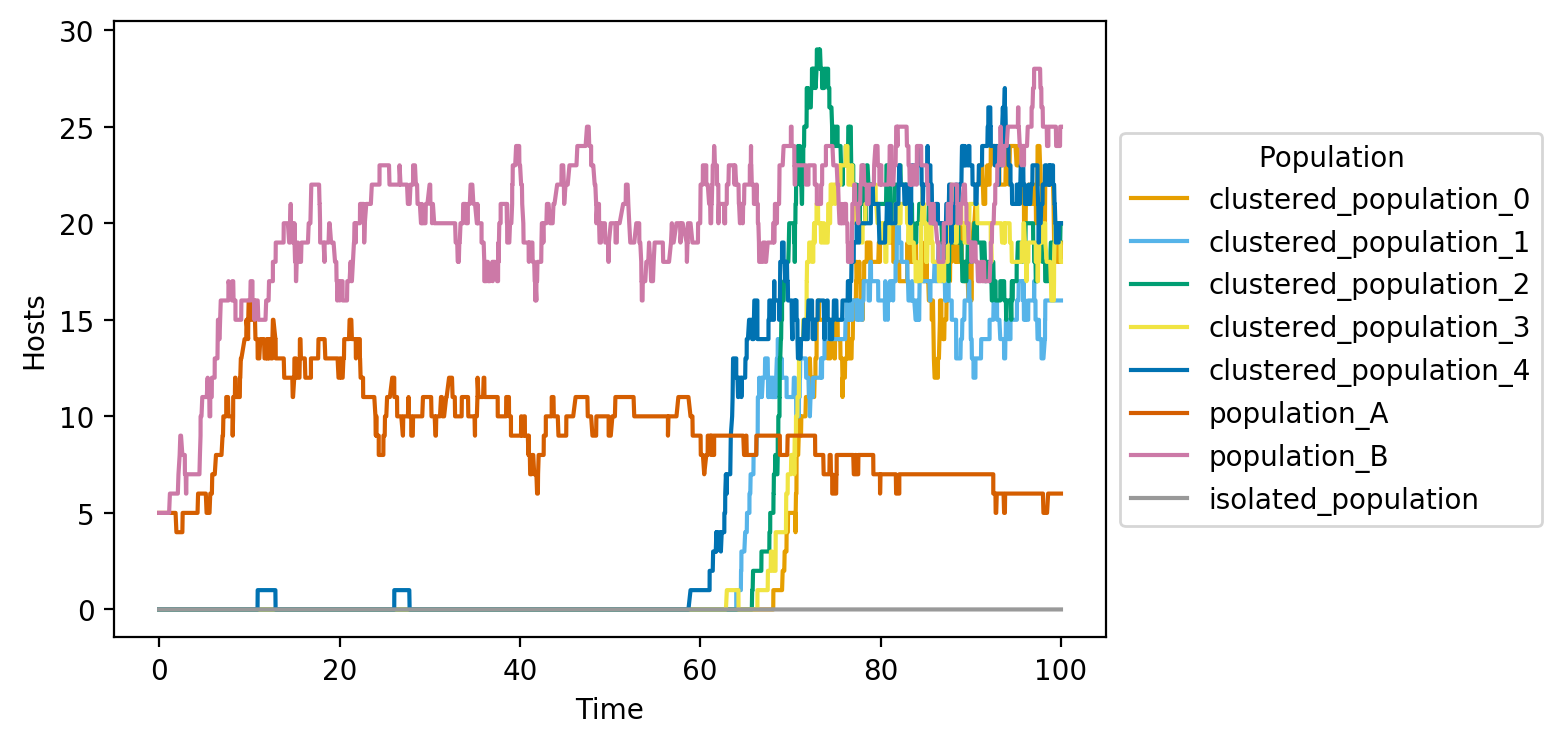 30
25
20
15
10
5
0
Hosts
0 20 40 60 80 100
Time
Population
clustered_population_0
clustered_population_1
clustered_population_2
clustered_population_3
clustered_population_4
population_A
population_B
isolated_population